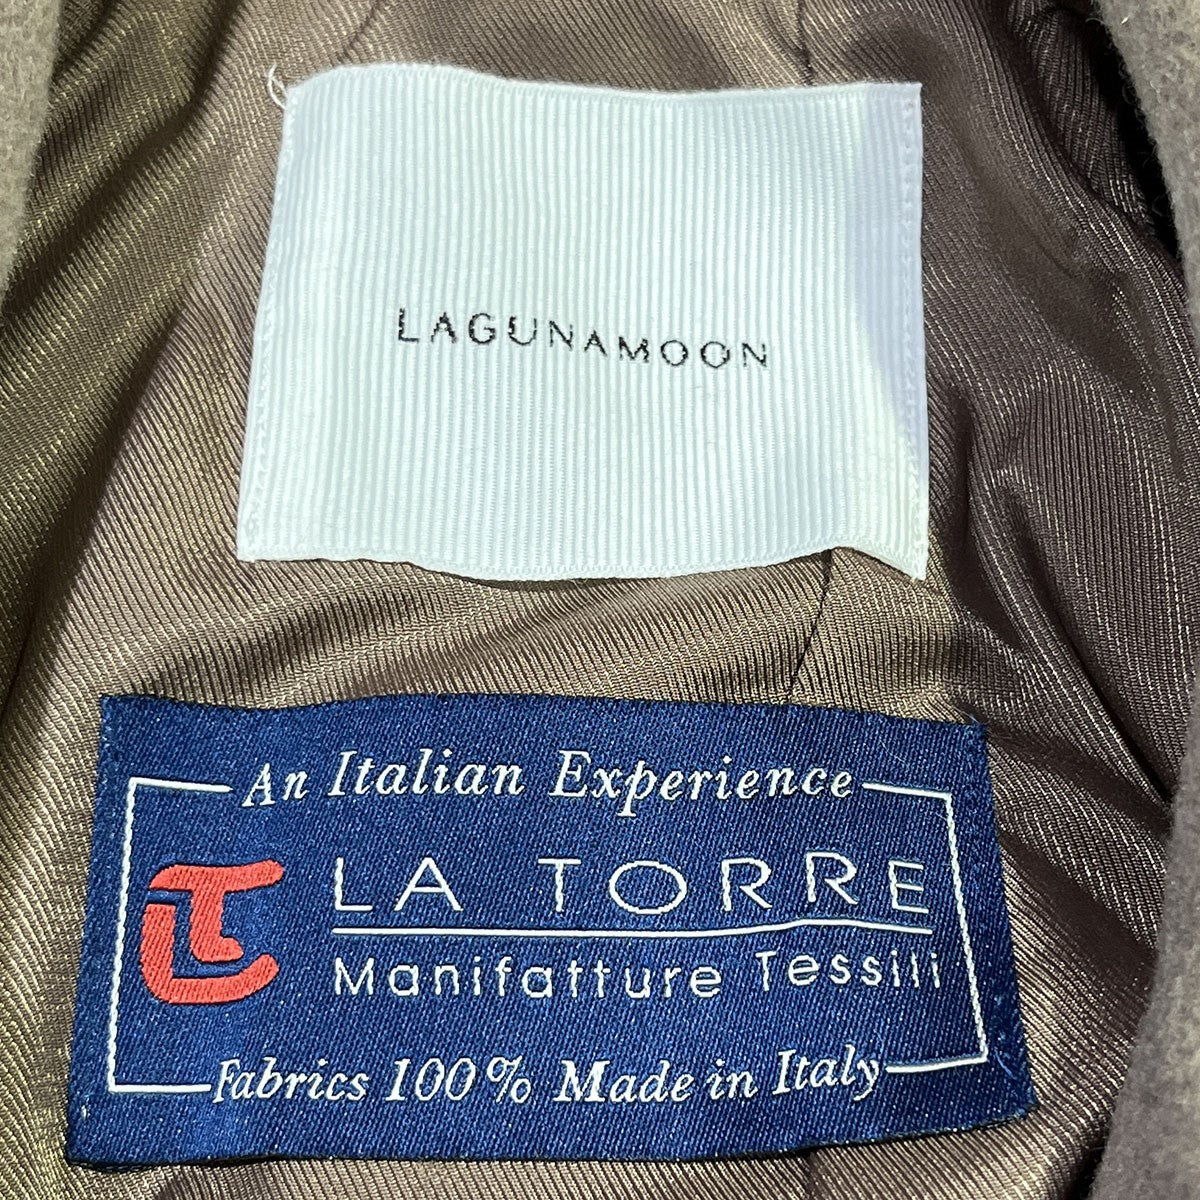 LAGUNAMOON
An Italian Experience
LA TORRE
Manifatture Tessili
Fabrics 100% Made in Italy